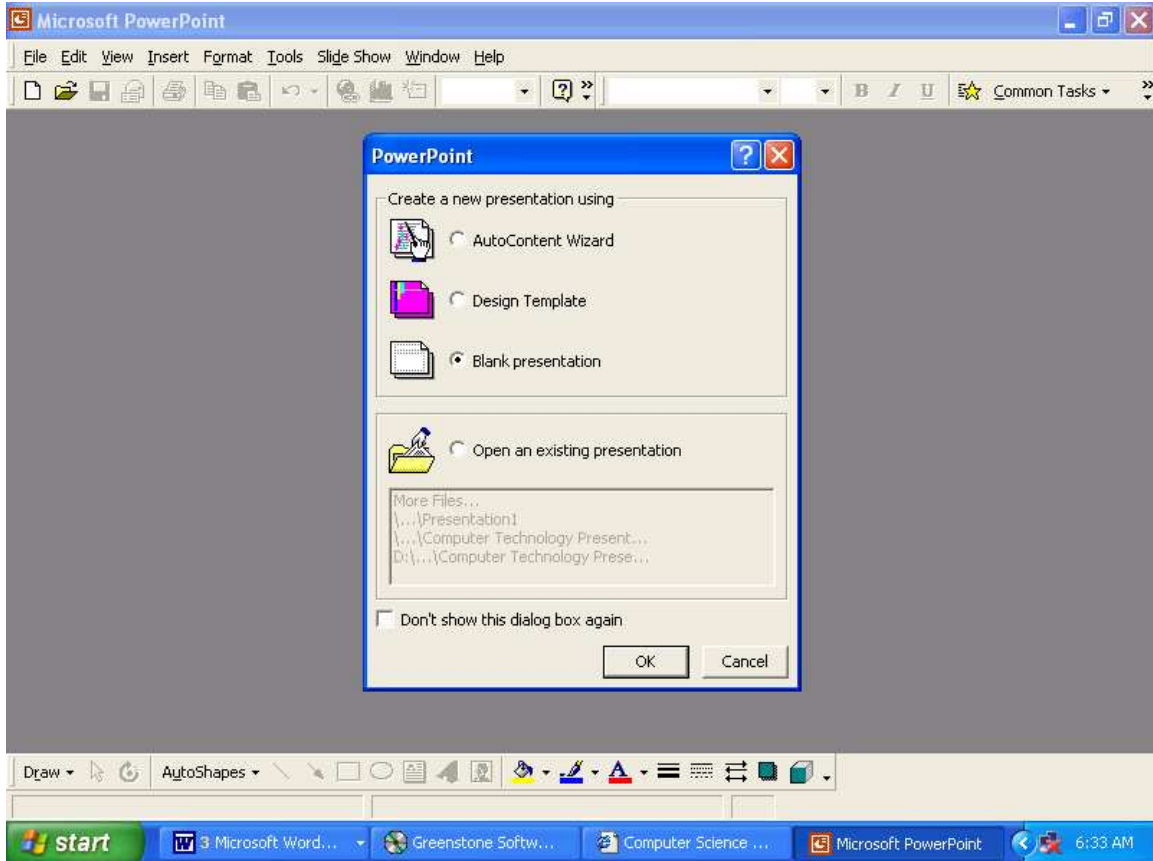 Microsoft PowerPoint
File Edit View Insert Format Tools Slide Show Window Help
B I U Common Tasks
PowerPoint
Create a new presentation using
AutoContent Wizard
Design Template
Blank presentation
Open an existing presentation
More Files...
\...\Presentation1
\...\Computer Technology Present...
D:\...\Computer Technology Prese...
Don't show this dialog box again
OK Cancel
Draw AutoShapes A
start 3 Microsoft Word... Greenstone Softw... Computer Science ... Microsoft PowerPoint 6:33 AM